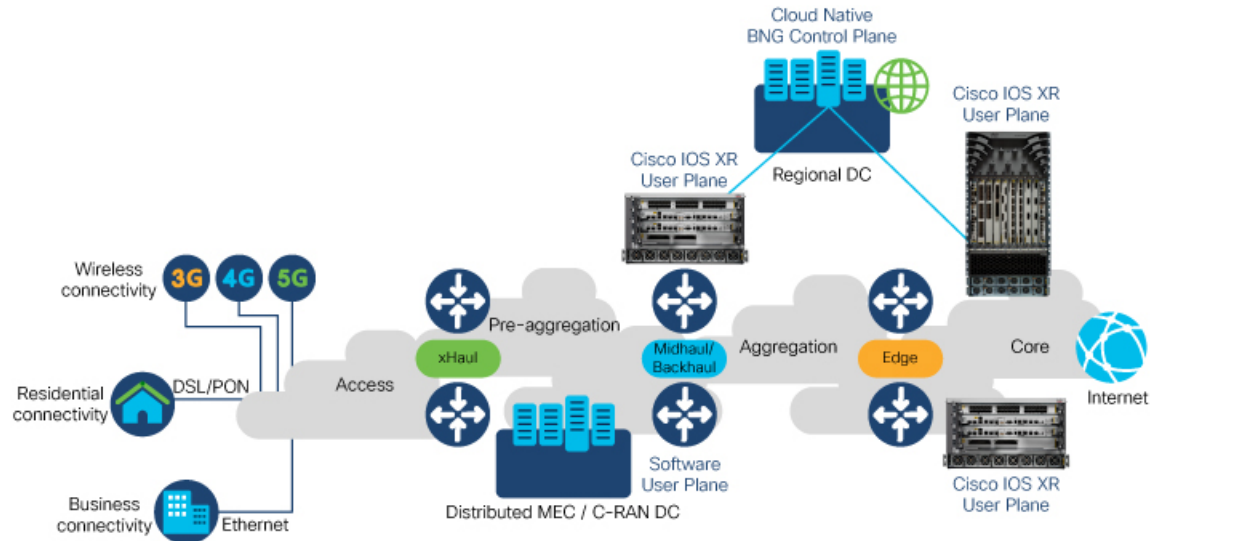 Cloud Native
BNG Control Plane
Cisco IOS XR
User Plane
Cisco IOS XR
User Plane
Regional DC
Wireless
connectivity
3G
4G
5G
Pre-aggregation
xHaul
Midhaul/
Backhaul
Aggregation
Edge
Core
Access
DSL/PON
Residential
connectivity
Internet
Software
User Plane
Cisco IOS XR
User Plane
Business
connectivity
Ethernet
Distributed MEC / C-RAN DC